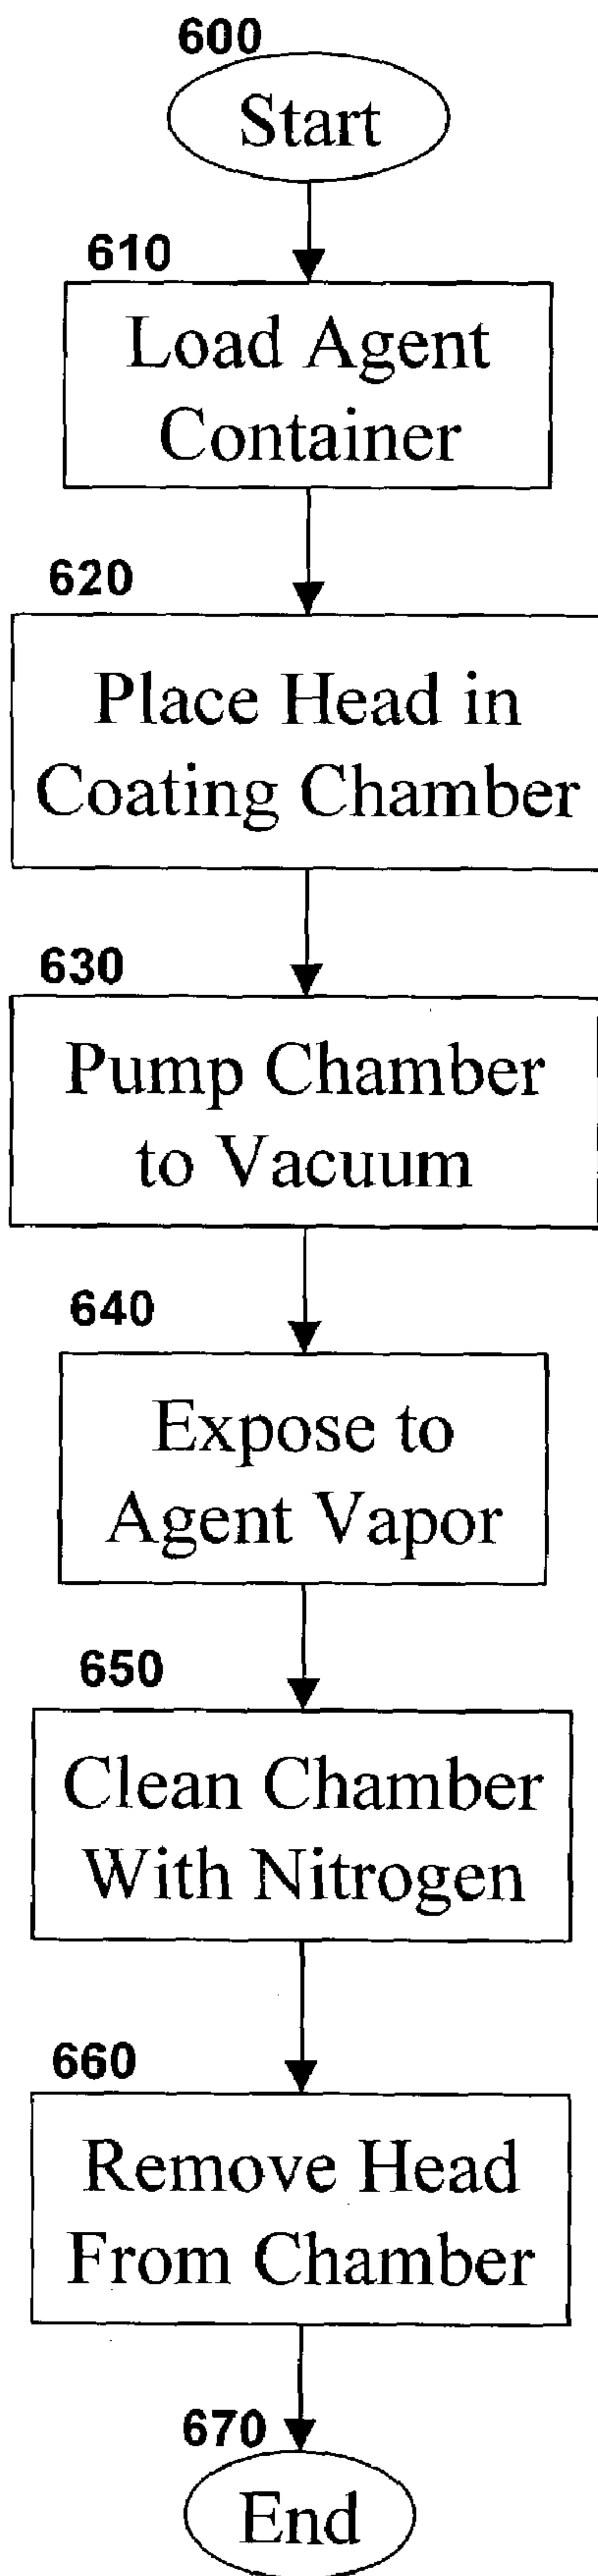 600
Start
610
Load Agent
Container
620
Place Head in
Coating Chamber
630
Pump Chamber
to Vacuum
640
Expose to
Agent Vapor
650
Clean Chamber
With Nitrogen
660
Remove Head
From Chamber
670
End